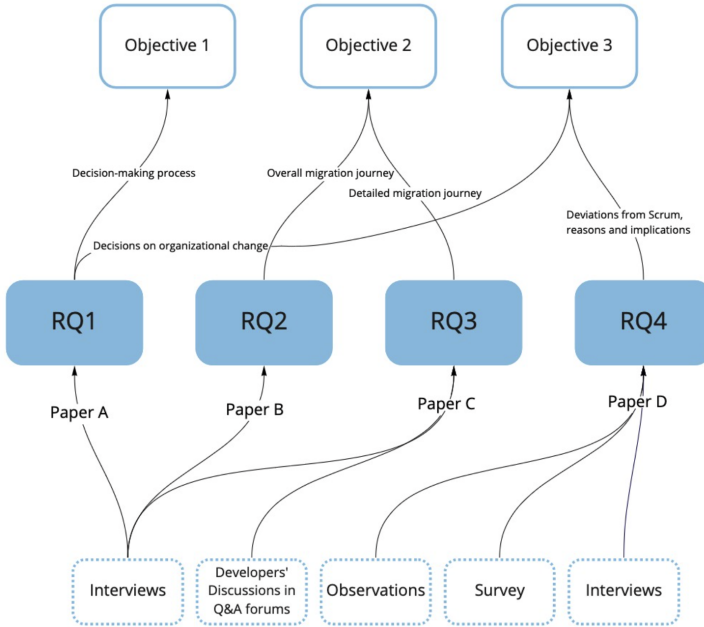 Objective 1
Objective 2
Objective 3
Decision-making process
Overall migration journey
Detailed migration journey
Deviations from Scrum,
reasons and implications
Decisions on organizational change
RQ1
RQ2
RQ3
RQ4
Paper A
Paper B
Paper C
Paper D
Interviews
Developers'
Discussions in
Q&A forums
Observations
Survey
Interviews